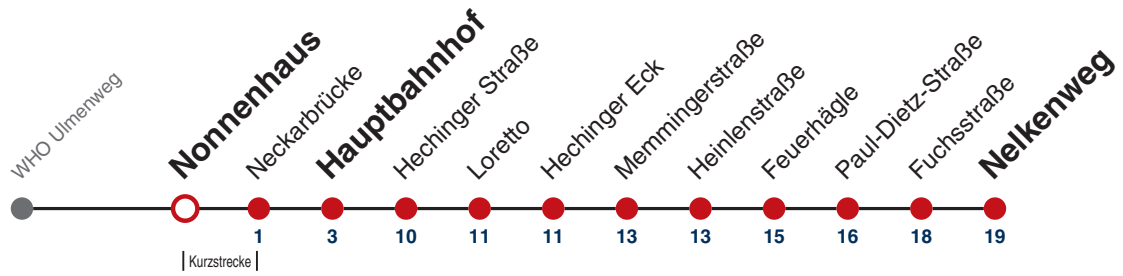 WHO Ulmenweg
Nonnenhaus
Neckarbrücke
Hauptbahnhof
Hechinger Straße
Loretto
Hechinger Eck
Memmingerstraße
Heinlenstraße
Feuerhägle
Paul-Dietz-Straße
Fuchsstraße
Nelkenweg
1 3 10 11 11 13 13 15 16 18 19
Kurzstrecke